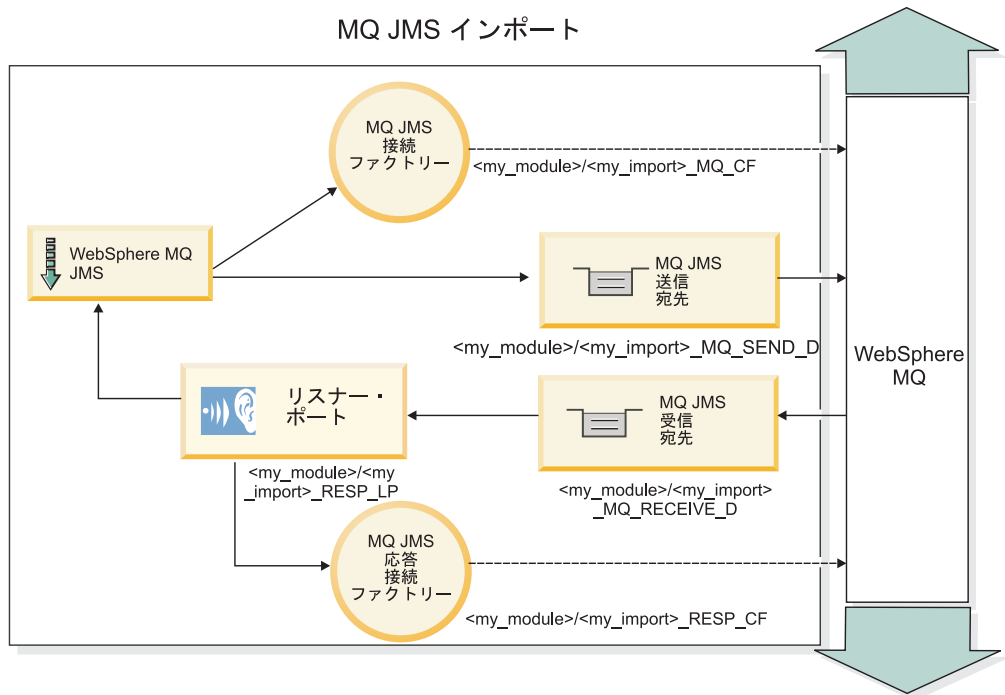 MQ JMS インポート
MQ JMS
接続
ファクトリー
<my_module>/<my_import>_MQ_CF
WebSphere MQ
JMS
MQ JMS
送信
宛先
<my_module>/<my_import>_MQ_SEND_D
WebSphere
MQ
リスナー・
ポート
<my_module>/<my
_import>_RESP_LP
MQ JMS
受信
宛先
<my_module>/<my_import>
_MQ_RECEIVE_D
MQ JMS
応答
接続
ファクトリー
<my_module>/<my_import>_RESP_CF